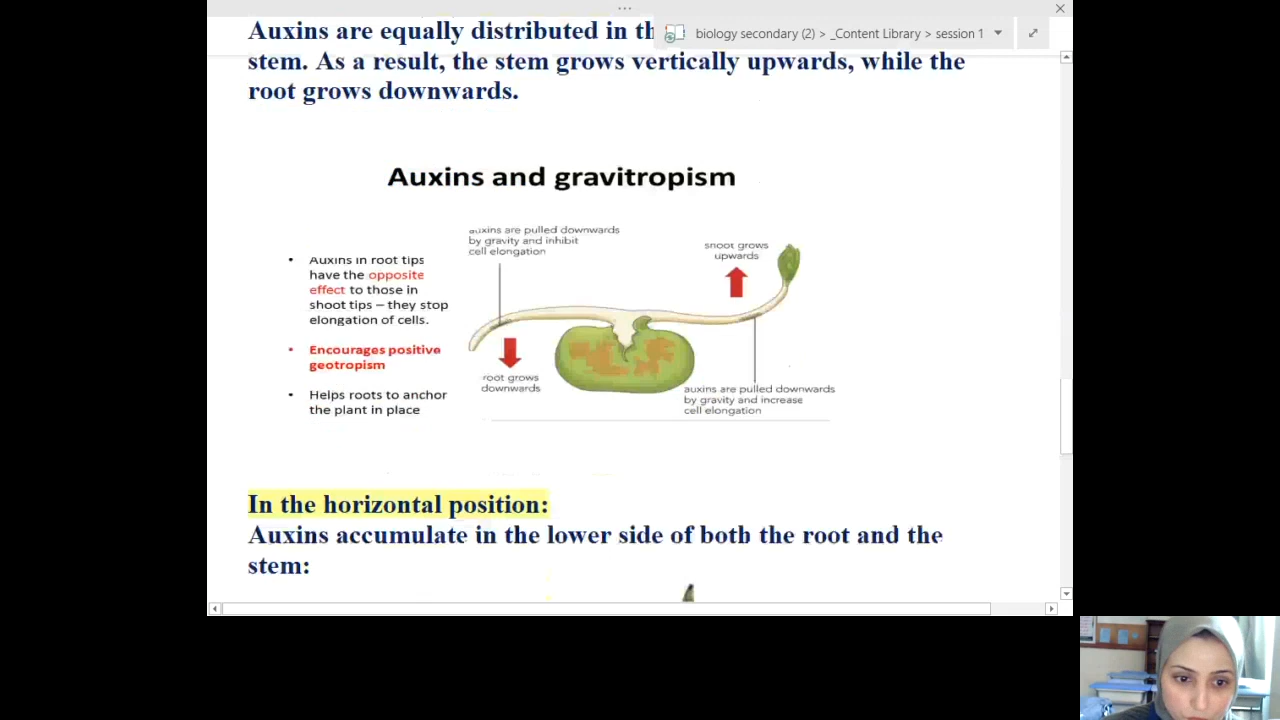 Auxins are equally distributed in th
biology secondary (2) > _Content Library > session 1
stem. As a result, the stem grows vertically upwards, while the
root grows downwards.
Auxins and gravitropism
auxins are pulled downwards
by gravity and inhibit
cell elongation
shoot grows
upwards
• Auxins in root tips
have the opposite
effect to those in
shoot tips – they stop
elongation of cells.
• Encourages positive
geotropism
• Helps roots to anchor
the plant in place
root grows
downwards
auxins are pulled downwards
by gravity and increase
cell elongation
In the horizontal position:
Auxins accumulate in the lower side of both the root and the
stem: